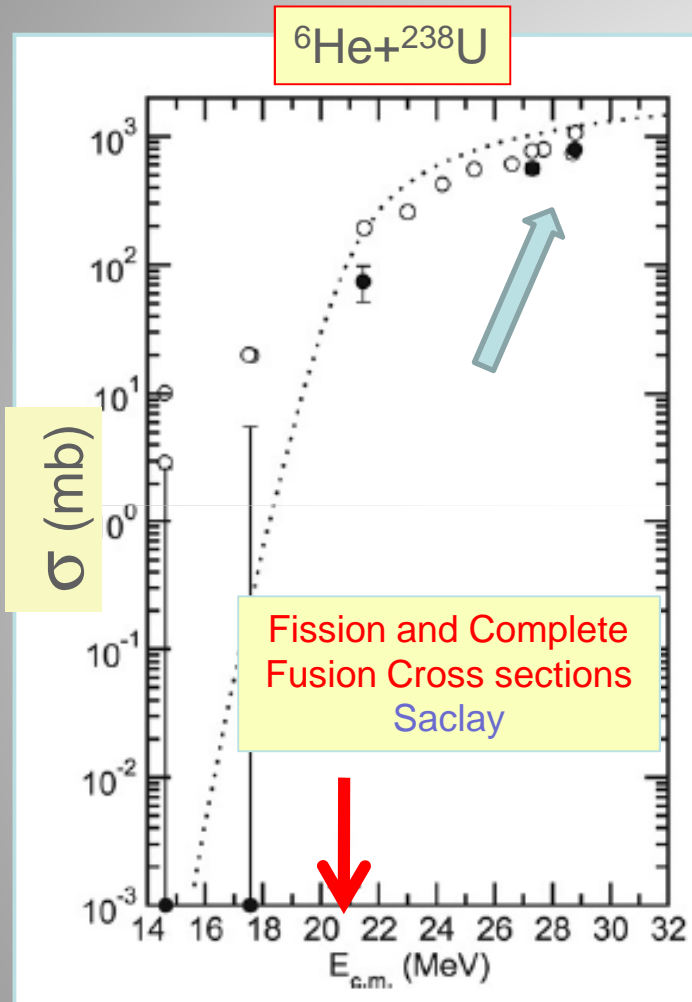 ⁶He+²³⁸U
10³
10²
10¹
10⁰
10⁻¹
10⁻²
10⁻³
σ (mb)
Fission and Complete
Fusion Cross sections
Saclay
14 16 18 20 22 24 26 28 30 32
E_c.m. (MeV)